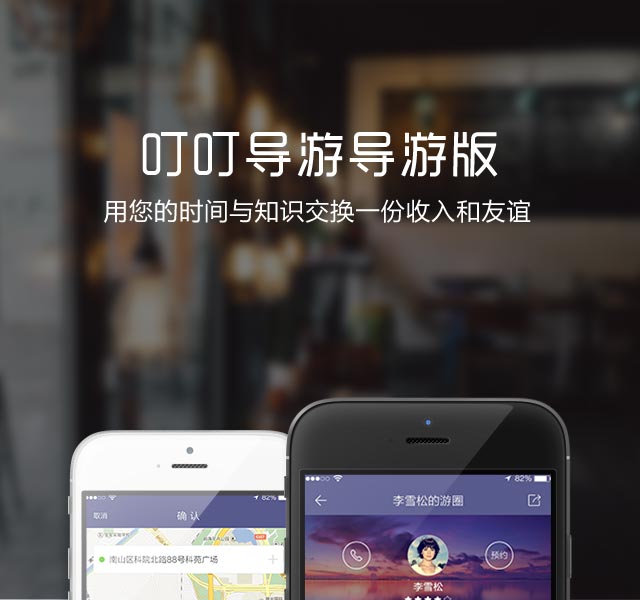 叮叮导游导游版
用您的时间与知识交换一份收入和友谊
82%
82%
取消
确认
李雪松的游圈
南山区科院北路88号科苑广场
预约
李雪松